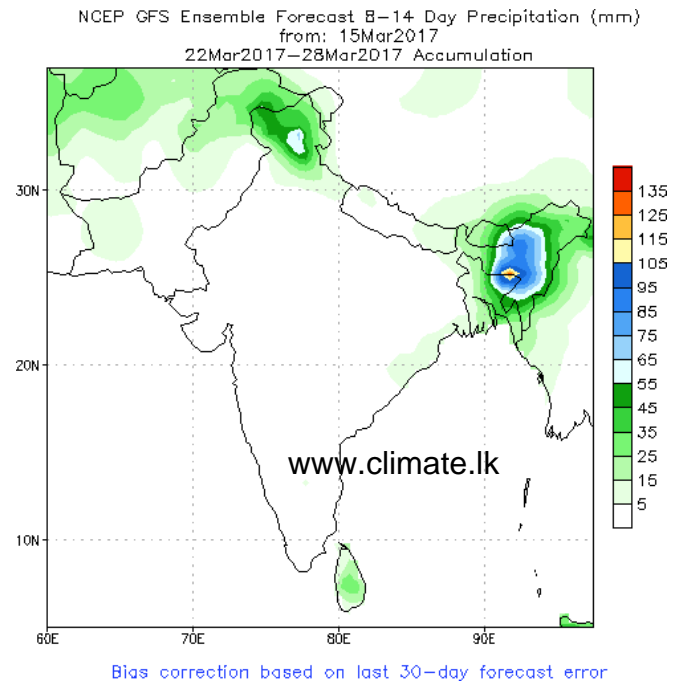 NCEP GFS Ensemble Forecast 8-14 Day Precipitation (mm)
from: 15Mar2017
22Mar2017-28Mar2017 Accumulation
30N
20N
10N
60E 70E 80E 90E
www.climate.lk
135
125
115
105
95
85
75
65
55
45
35
25
15
5
Bias correction based on last 30-day forecast error